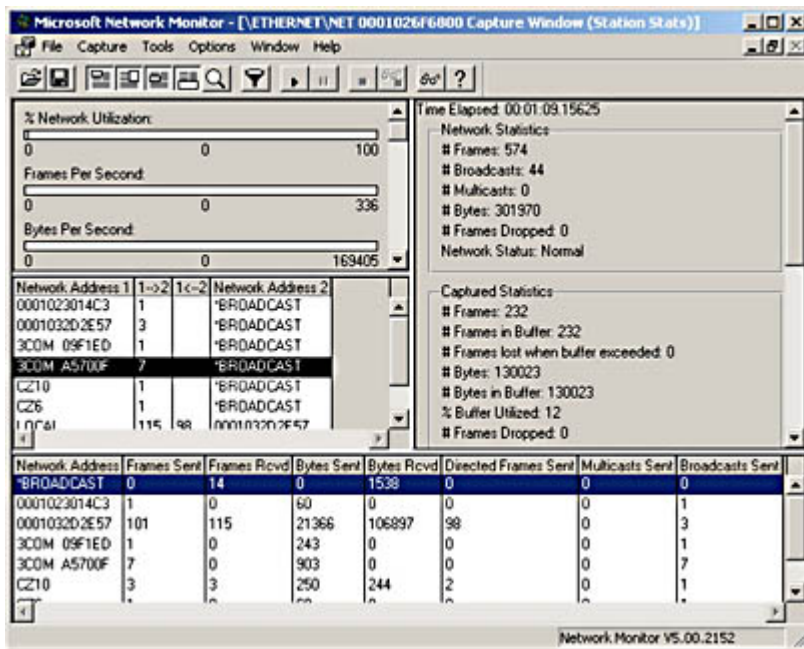 Microsoft Network Monitor - [\ETHERNET\NET 0001026F6800 Capture Window (Station Stats)]
File Capture Tools Options Window Help
% Network Utilization:
0 0 100
Frames Per Second:
0 0 336
Bytes Per Second:
0 0 169405
Time Elapsed: 00:01:09.15625
Network Statistics
# Frames: 574
# Broadcasts: 44
# Multicasts: 0
# Bytes: 301970
# Frames Dropped: 0
Network Status: Normal
Captured Statistics
# Frames: 232
# Frames in Buffer: 232
# Frames lost when buffer exceeded: 0
# Bytes: 130023
# Bytes in Buffer: 130023
% Buffer Utilized: 12
# Frames Dropped: 0
Network Address 1 1-->2 1<--2 Network Address 2
0001023014C3 1 *BROADCAST
0001032D2E57 3 *BROADCAST
3COM 09F1ED 1 *BROADCAST
3COM A5700F 7 *BROADCAST
CZ10 1 *BROADCAST
CZ6 1 *BROADCAST
LOCAL 115 98 0001032D2E57
Network Address Frames Sent Frames Rcvd Bytes Sent Bytes Rcvd Directed Frames Sent Multicasts Sent Broadcasts Sent
*BROADCAST 0 14 0 1538 0 0 0
0001023014C3 1 0 60 0 0 0 1
0001032D2E57 101 115 21366 106897 98 0 3
3COM 09F1ED 1 0 243 0 0 0 1
3COM A5700F 7 0 903 0 0 0 7
CZ10 3 3 250 244 2 0 1
Network Monitor V5.00.2152